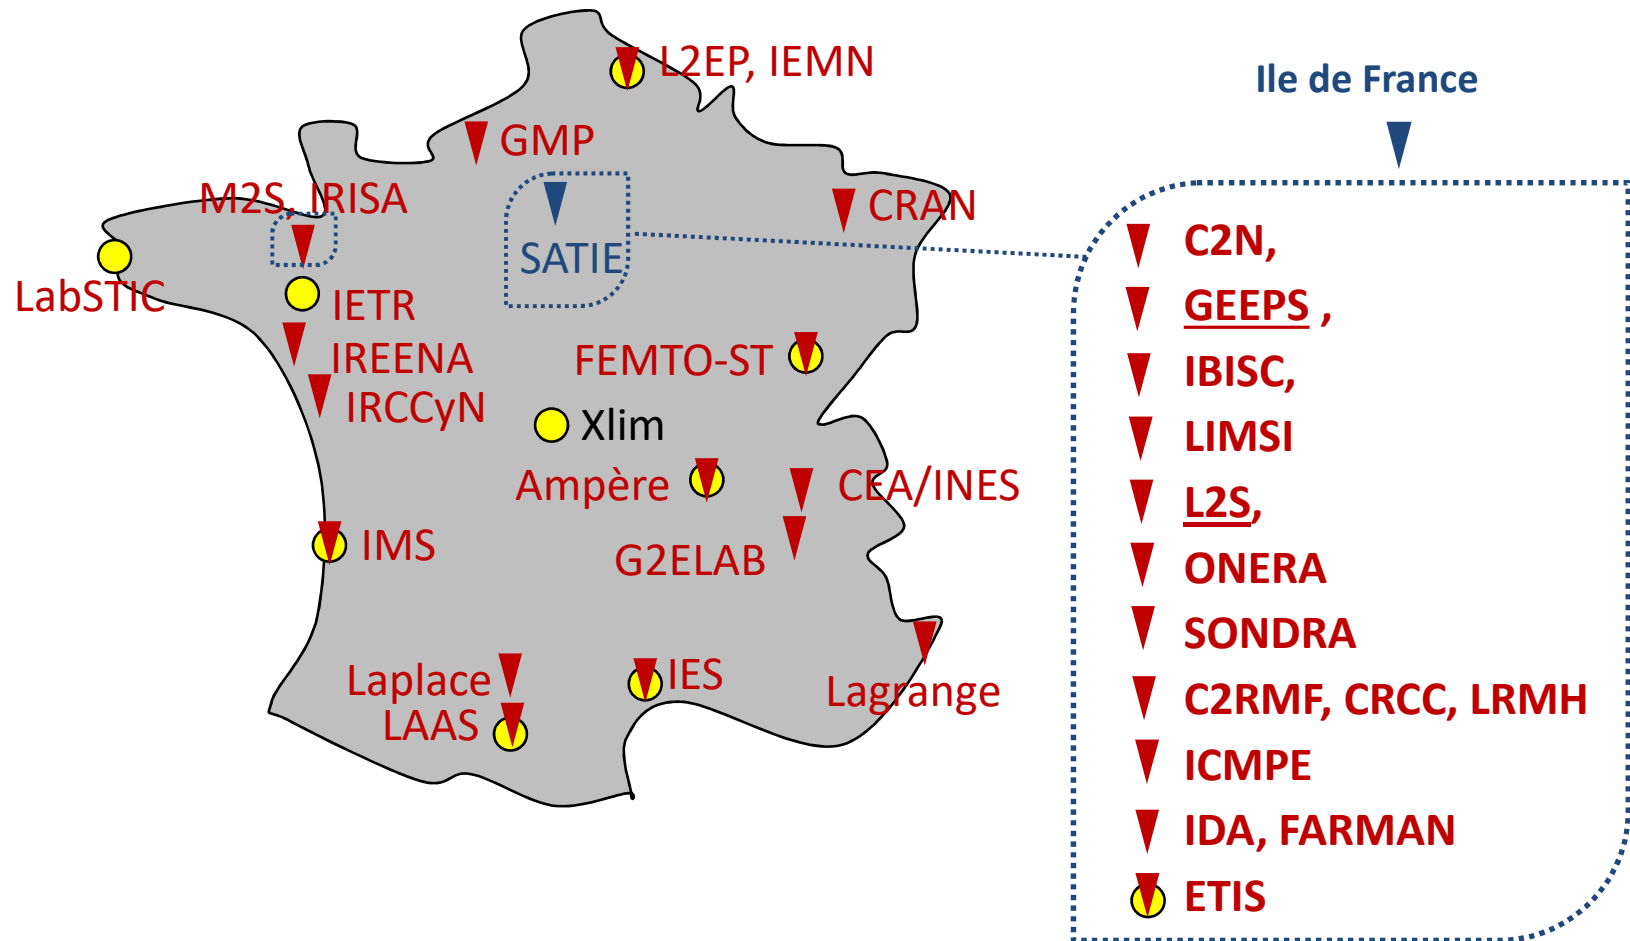 L2EP, IEMN
GMP
M2S, IRISA
CRAN
SATIE
LabSTIC
IETR
IREENA
FEMTO-ST
IRCCyN
Xlim
Ampère
CEA/INES
IMS
G2ELAB
Laplace
IES
Lagrange
LAAS
Ile de France
C2N,
GEEPS ,
IBISC,
LIMSI
L2S,
ONERA
SONDRA
C2RMF, CRCC, LRMH
ICMPE
IDA, FARMAN
ETIS